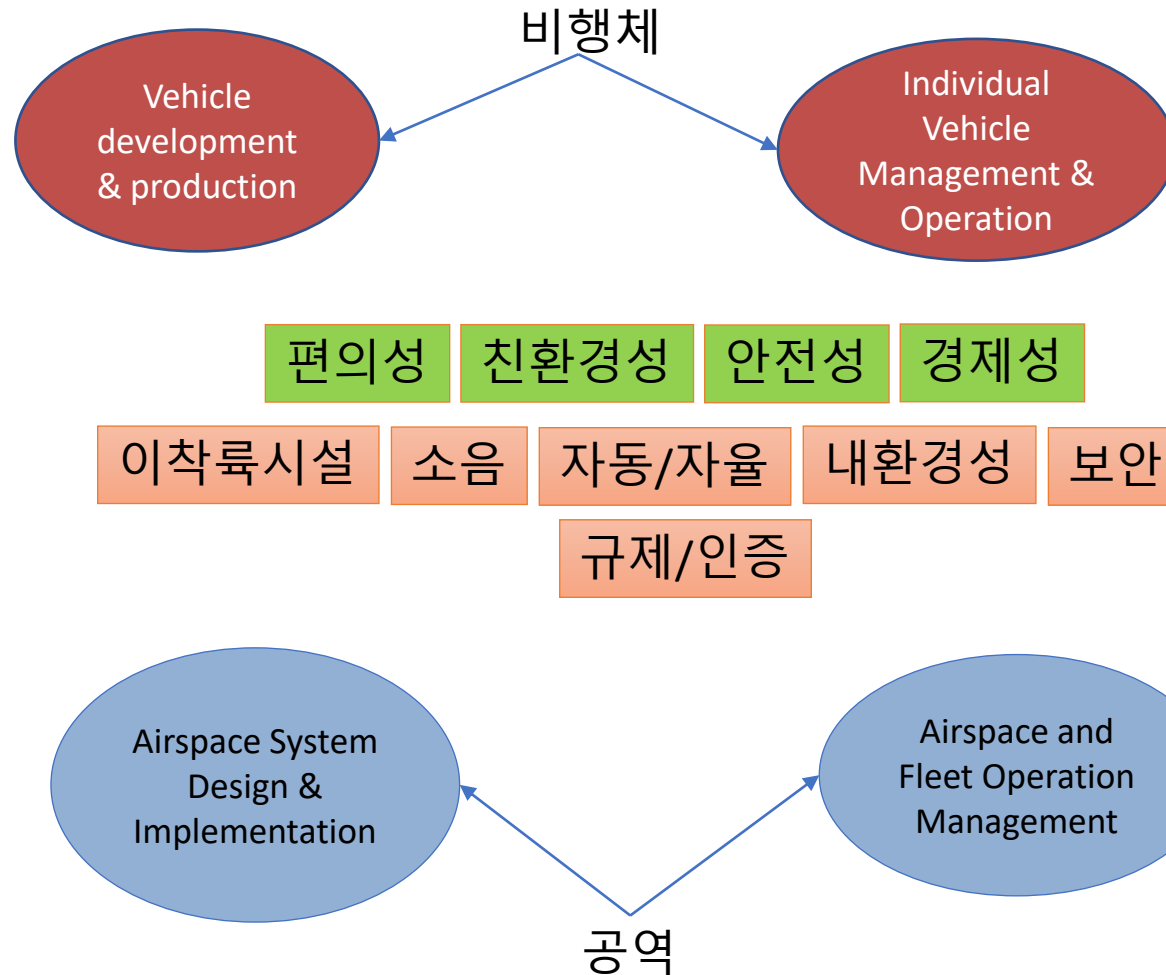 비행체
Vehicle
development
& production
Individual
Vehicle
Management &
Operation
편의성
친환경성
안전성
경제성
이착륙시설
소음
자동/자율
내환경성
보안
규제/인증
Airspace System
Design &
Implementation
Airspace and
Fleet Operation
Management
공역